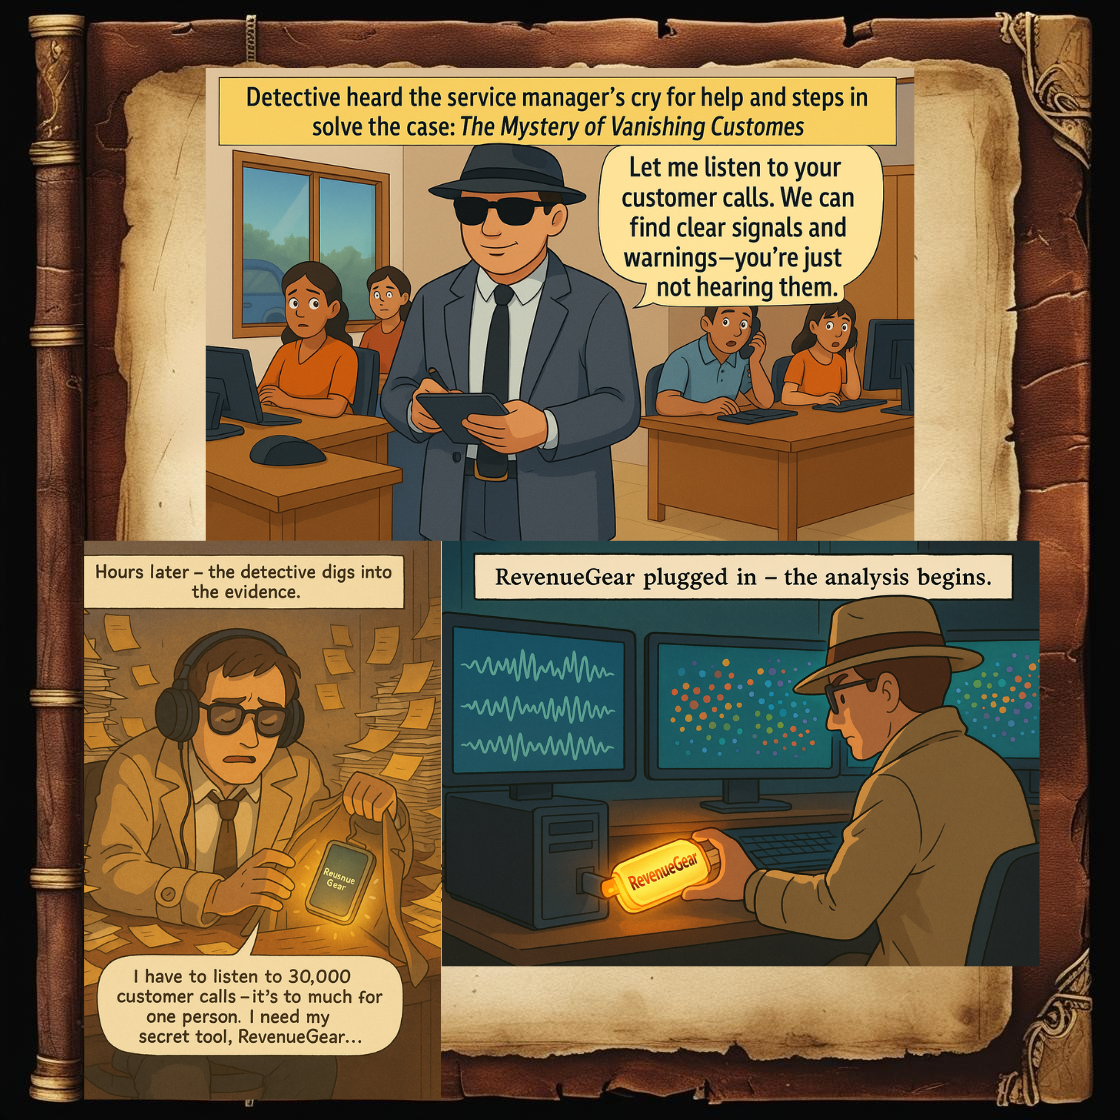 Detective heard the service manager's cry for help and steps in
solve the case: The Mystery of Vanishing Customes
Let me listen to your
customer calls. We can
find clear signals and
warnings—you're just
not hearing them.
Hours later – the detective digs into
the evidence.
Reusnue
Gear
I have to listen to 30,000
customer calls – it's to much for
one person. I need my
secret tool, RevenueGear...
RevenueGear plugged in – the analysis begins.
RevenueGear